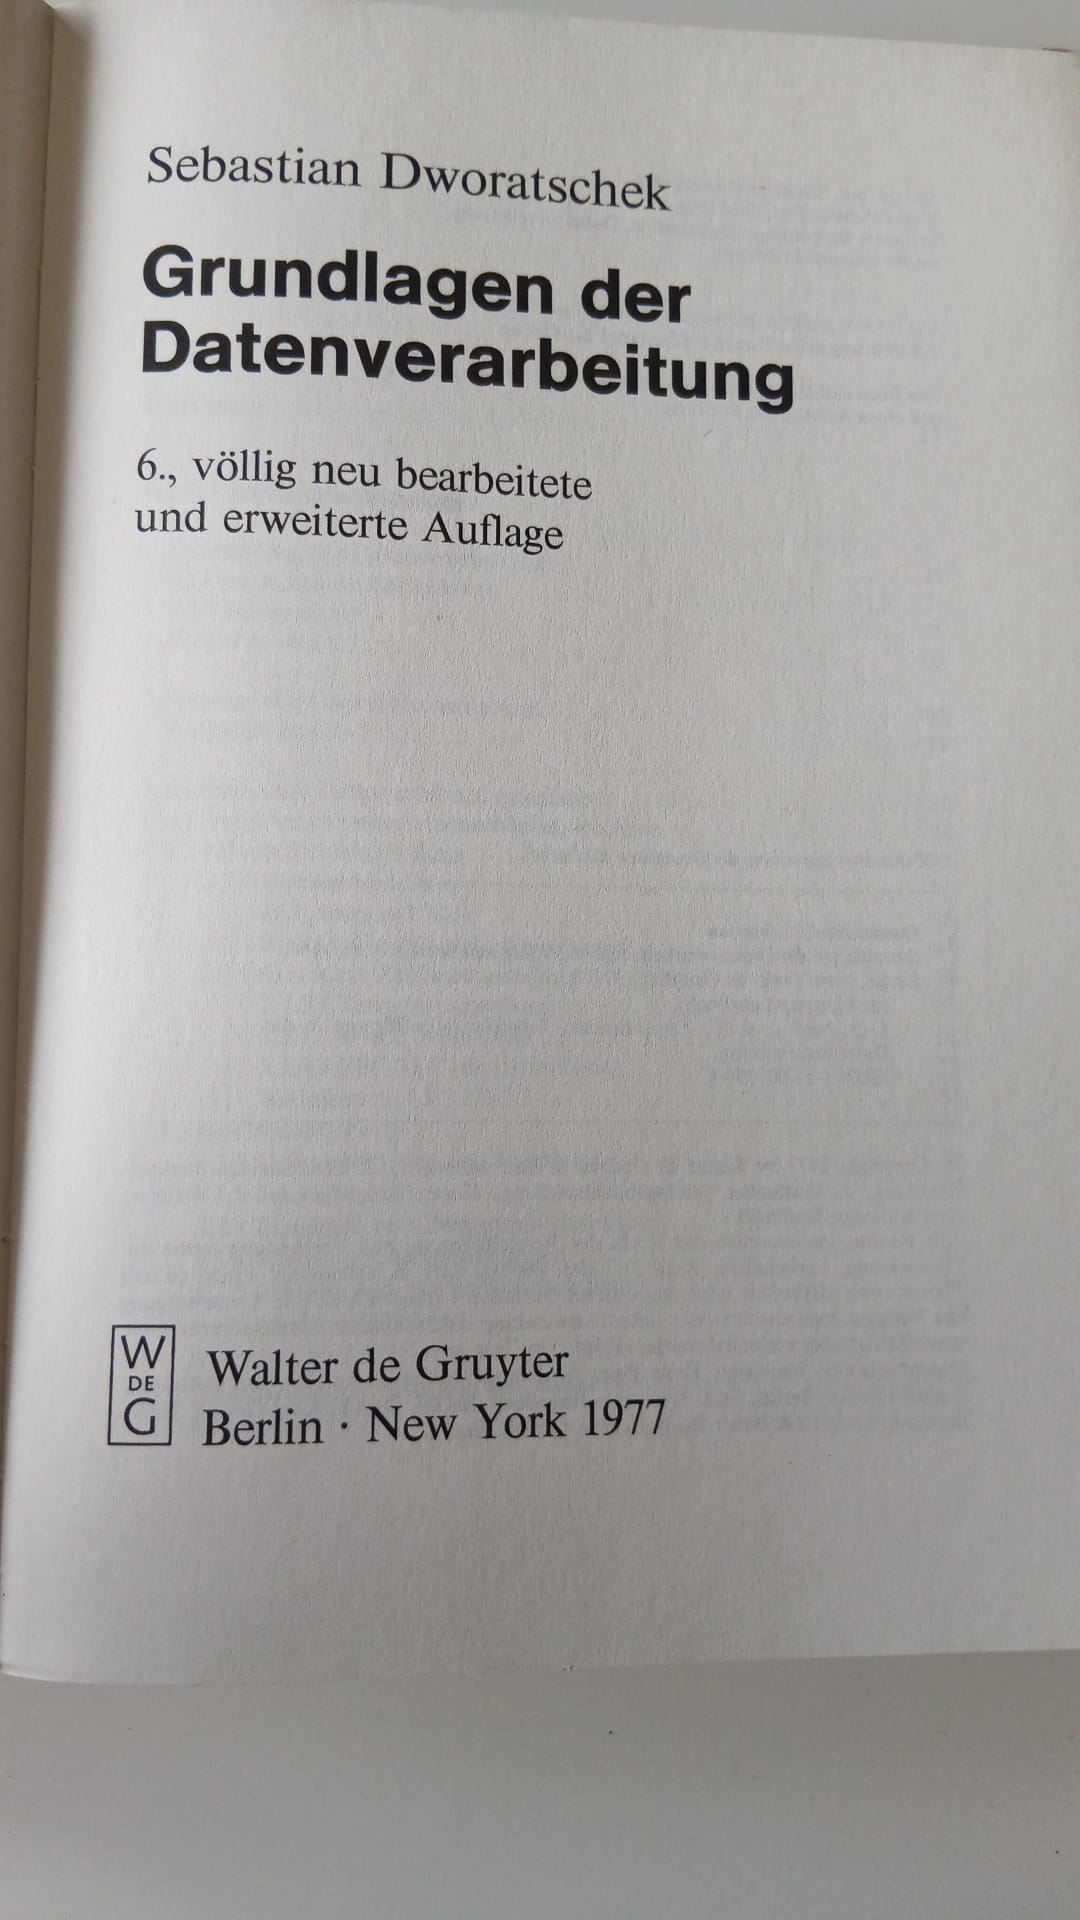 Sebastian Dworatschek
Grundlagen der
Datenverarbeitung
6., völlig neu bearbeitete
und erweiterte Auflage
W
DE
G
Walter de Gruyter
Berlin · New York 1977